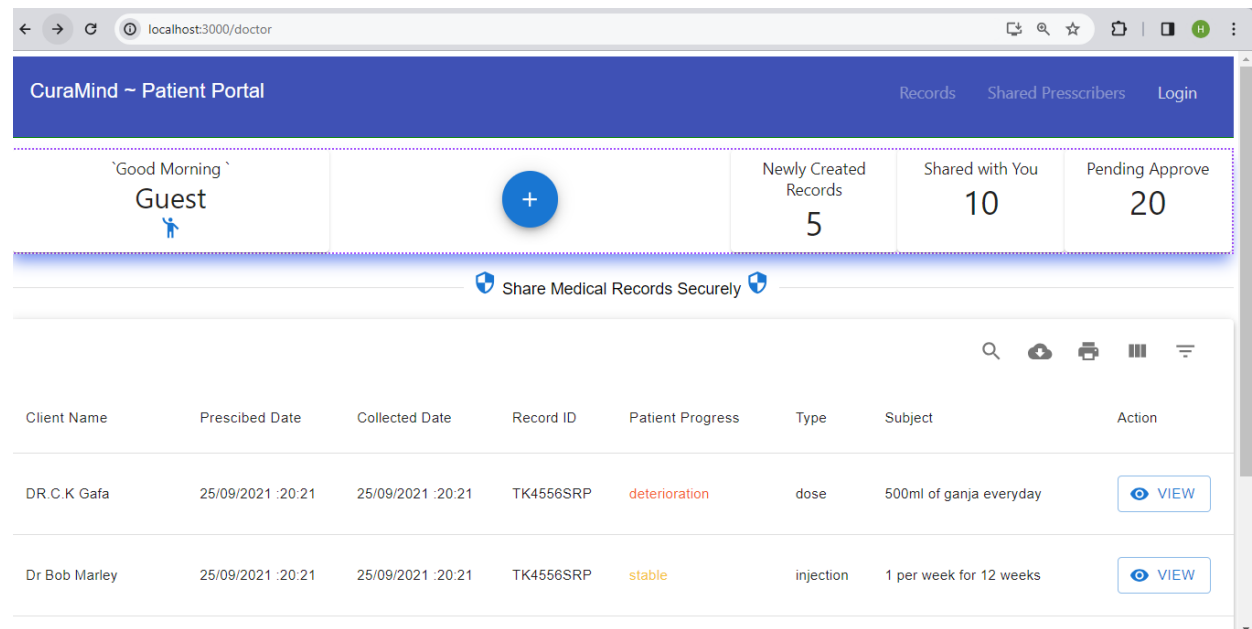 localhost:3000/doctor
H
CuraMind ~ Patient Portal
Records Shared Presscribers Login
`Good Morning `
Guest
+
Newly Created
Records
5
Shared with You
10
Pending Approve
20
Share Medical Records Securely
Client Name Prescibed Date Collected Date Record ID Patient Progress Type Subject Action
DR.C.K Gafa 25/09/2021 :20:21 25/09/2021 :20:21 TK4556SRP deterioration dose 500ml of ganja everyday VIEW
Dr Bob Marley 25/09/2021 :20:21 25/09/2021 :20:21 TK4556SRP stable injection 1 per week for 12 weeks VIEW